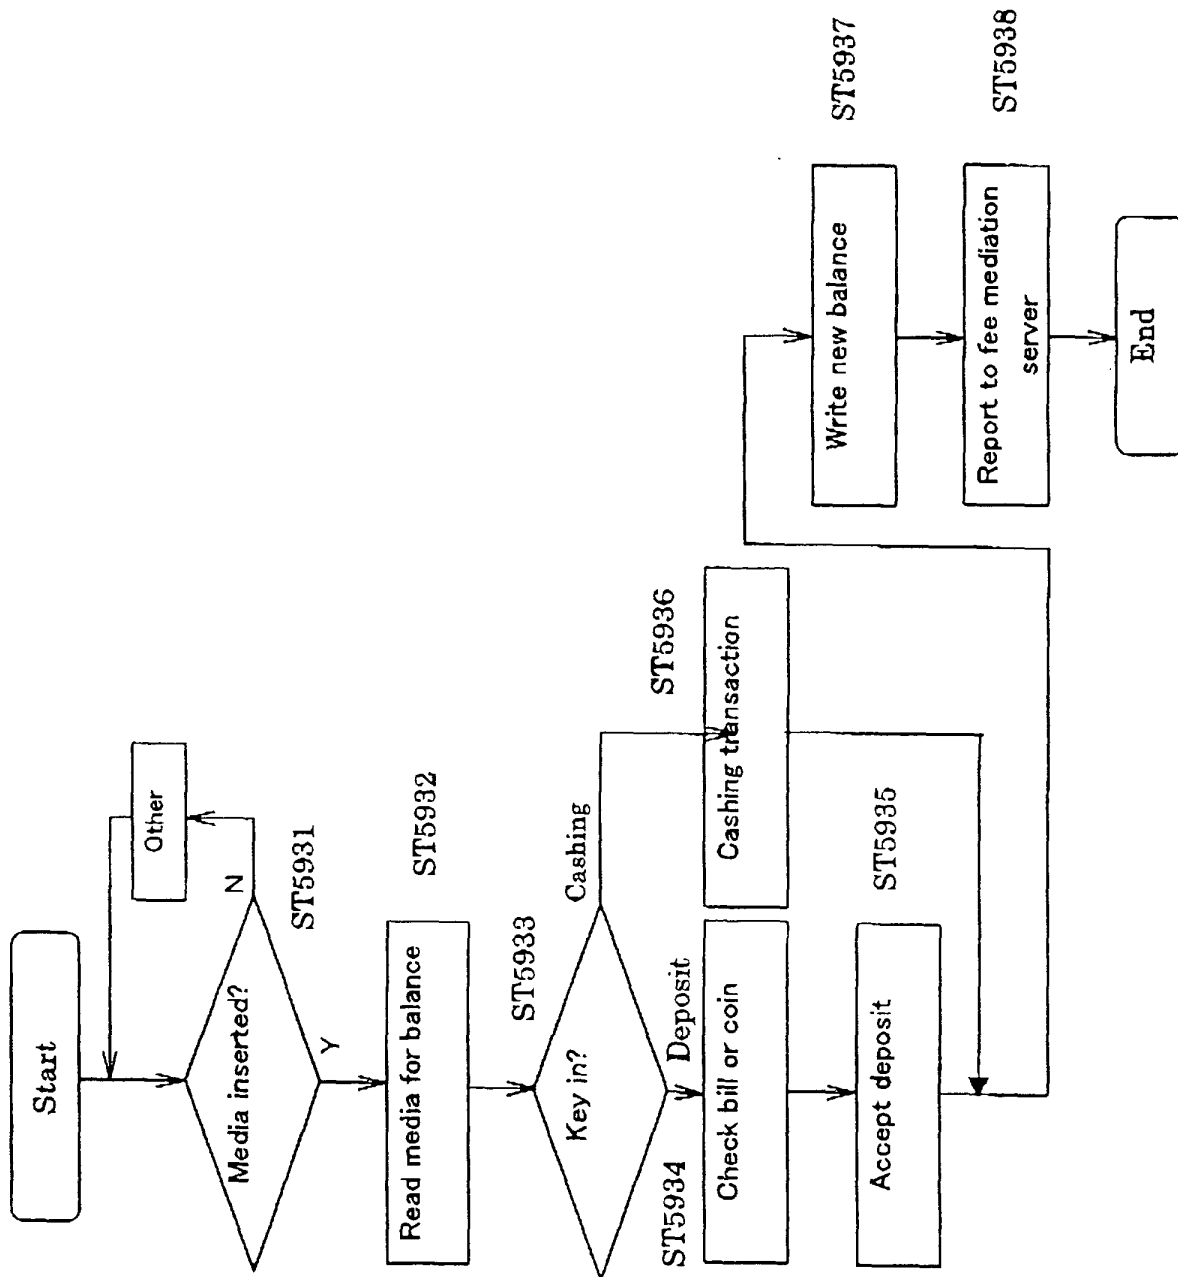 Start
Other
Media inserted?
N
ST5931
Y
Read media for balance
ST5932
ST5933
Key in?
Cashing
Deposit
ST5934
Check bill or coin
ST5936
Cashing transaction
ST5935
Accept deposit
Write new balance
ST5937
Report to fee mediation
server
ST5938
End